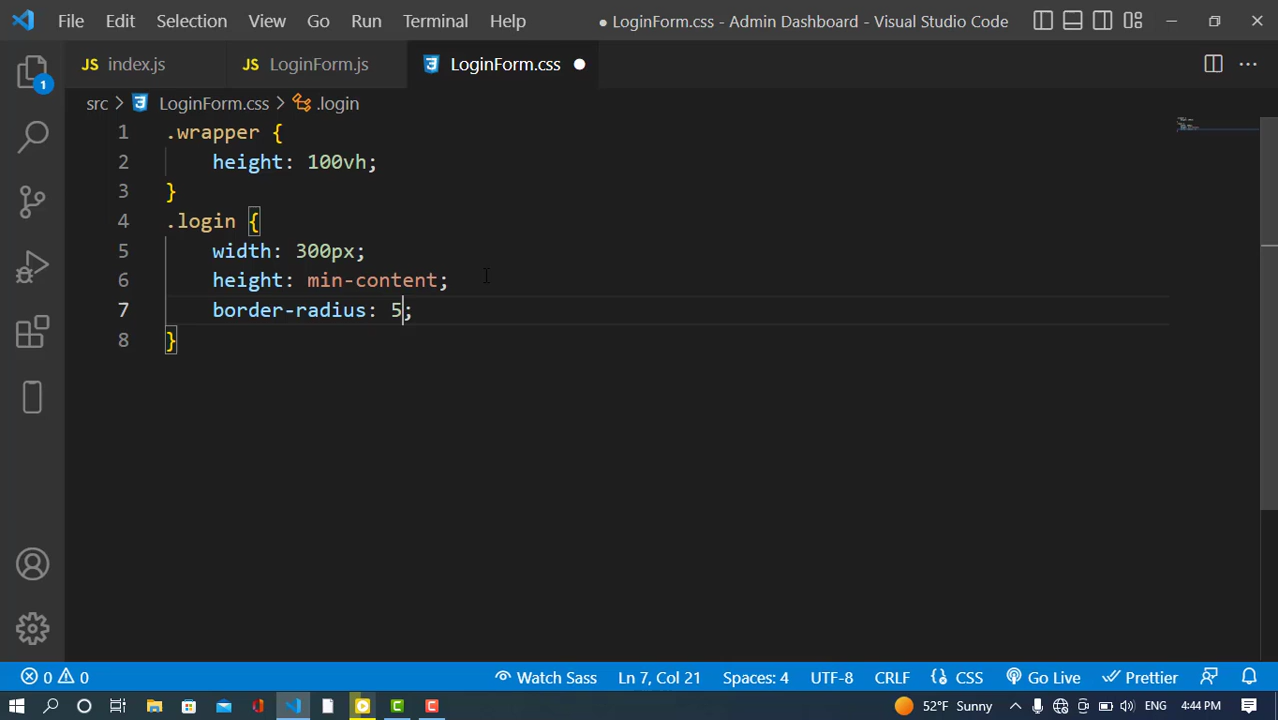 File Edit Selection View Go Run Terminal Help ● LoginForm.css - Admin Dashboard - Visual Studio Code
JS index.js JS LoginForm.js LoginForm.css
src > LoginForm.css > .login
1 .wrapper {
2 height: 100vh;
3 }
4 .login {
5 width: 300px;
6 height: min-content;
7 border-radius: 5;
8 }
1
0 0 Watch Sass Ln 7, Col 21 Spaces: 4 UTF-8 CRLF {} CSS Go Live Prettier
52°F Sunny ENG 4:44 PM